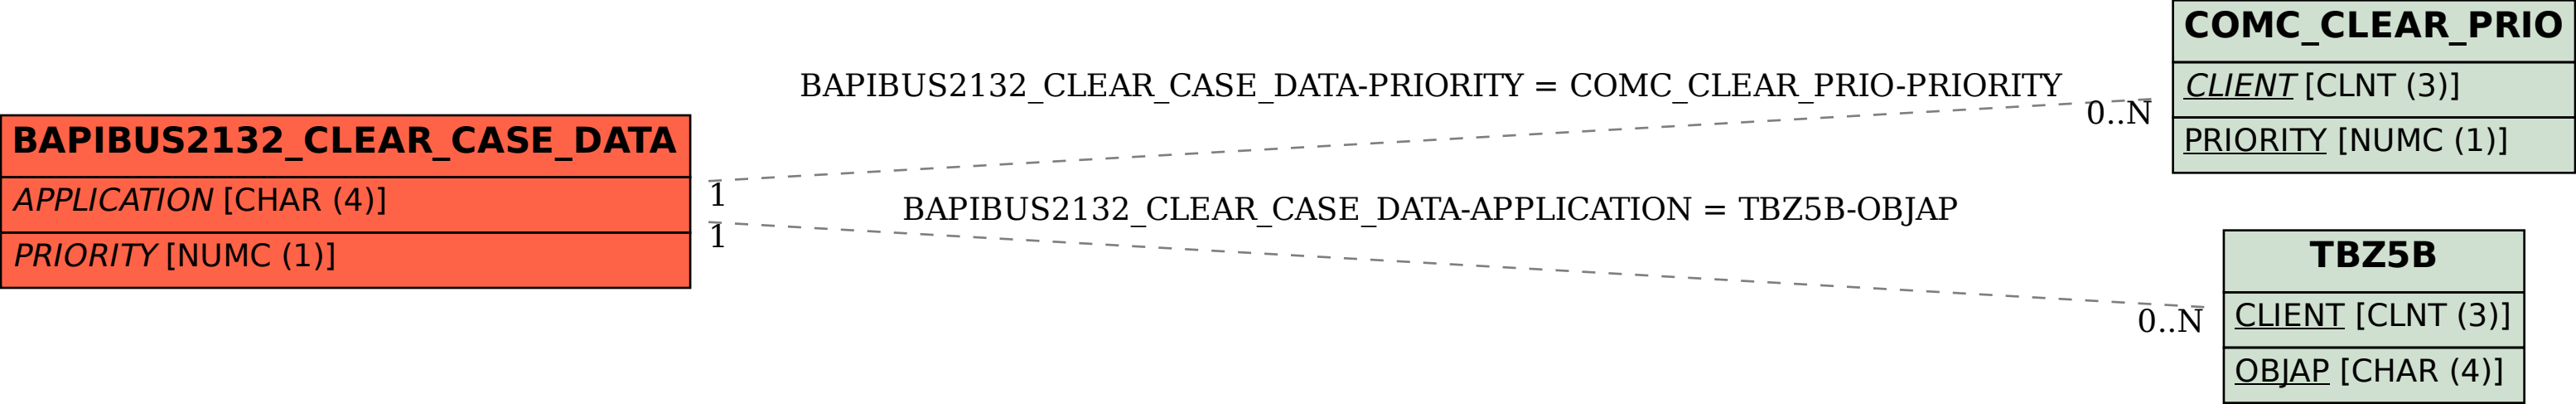 BAPIBUS2132_CLEAR_CASE_DATA
APPLICATION [CHAR (4)]
PRIORITY [NUMC (1)]
BAPIBUS2132_CLEAR_CASE_DATA-PRIORITY = COMC_CLEAR_PRIO-PRIORITY
1
0..N
BAPIBUS2132_CLEAR_CASE_DATA-APPLICATION = TBZ5B-OBJAP
1
0..N
COMC_CLEAR_PRIO
CLIENT [CLNT (3)]
PRIORITY [NUMC (1)]
TBZ5B
CLIENT [CLNT (3)]
OBJAP [CHAR (4)]